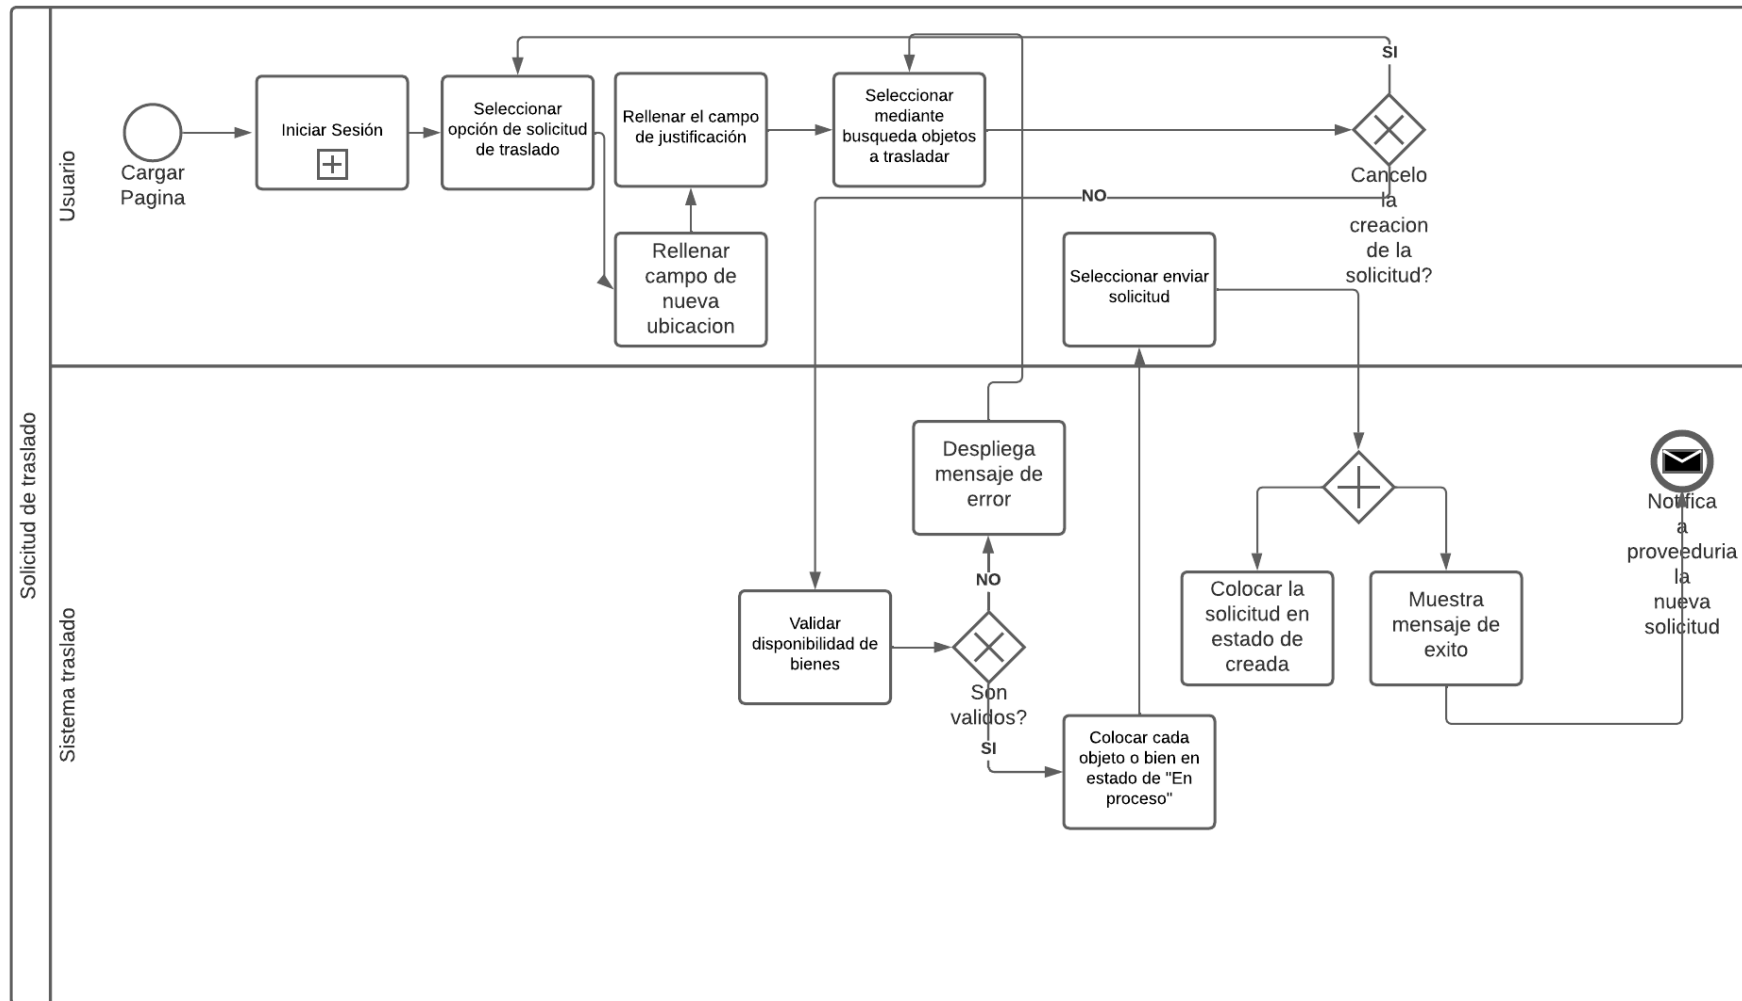 Solicitud de traslado
Usuario
Cargar
Pagina
Iniciar Sesión
Seleccionar
opción de solicitud
de traslado
Rellenar el campo
de justificación
Rellenar
campo de
nueva
ubicacion
Seleccionar
mediante
busqueda objetos
a trasladar
SI
Cancelo
la
creacion
de la
solicitud?
NO
Seleccionar enviar
solicitud
Sistema traslado
Despliega
mensaje de
error
NO
Validar
disponibilidad de
bienes
Son
validos?
SI
Colocar cada
objeto o bien en
estado de "En
proceso"
Colocar la
solicitud en
estado de
creada
Muestra
mensaje de
exito
Notifica
a
proveeduria
la
nueva
solicitud